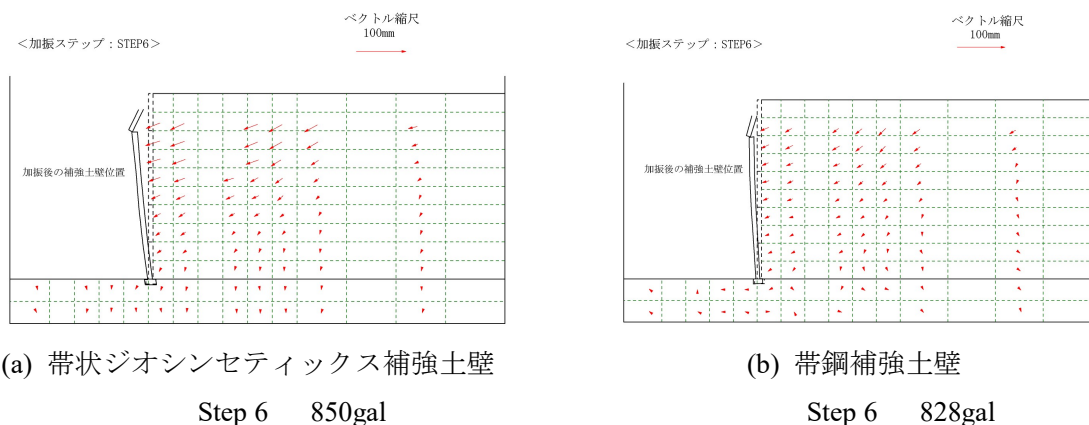 ベクトル縮尺
100mm
<加振ステップ：STEP6>
加振後の補強土壁位置
(a) 帯状ジオシンセティックス補強土壁
Step 6 850gal
ベクトル縮尺
100mm
<加振ステップ：STEP6>
加振後の補強土壁位置
(b) 帯鋼補強土壁
Step 6 828gal